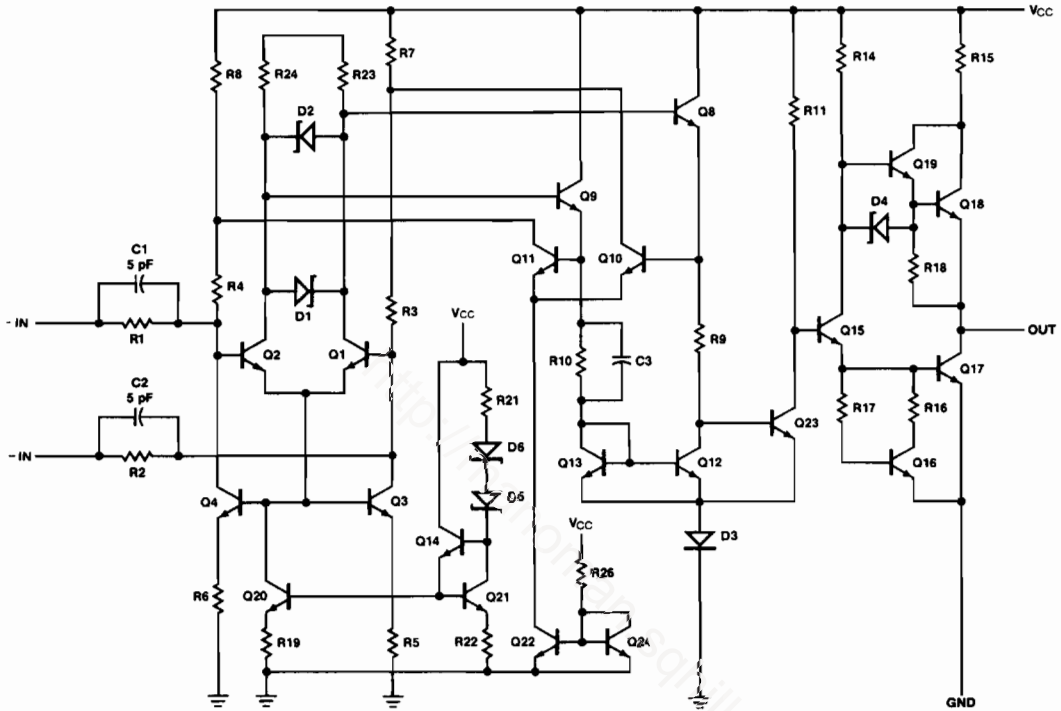 VCC
R8
R24
R23
R7
R14
R15
D2
Q8
R11
Q19
Q9
Q18
D4
C1
5 pF
Q11
Q10
R18
R4
D1
R3
- IN
R1
VCC
Q15
OUT
Q2
Q1
R10
C3
R9
Q17
C2
5 pF
R21
R17
R16
Q23
D6
- IN
R2
Q13
Q12
Q16
Q4
Q3
D5
VCC
D3
Q14
R26
R6
Q20
Q21
R19
R5
R22
Q22
Q24
GND